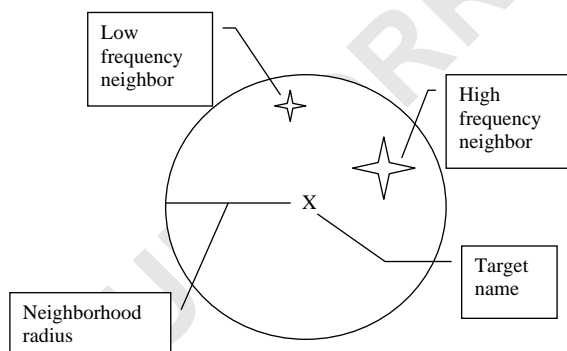 Low
frequency
neighbor
High
frequency
neighbor
X
Target
name
Neighborhood
radius